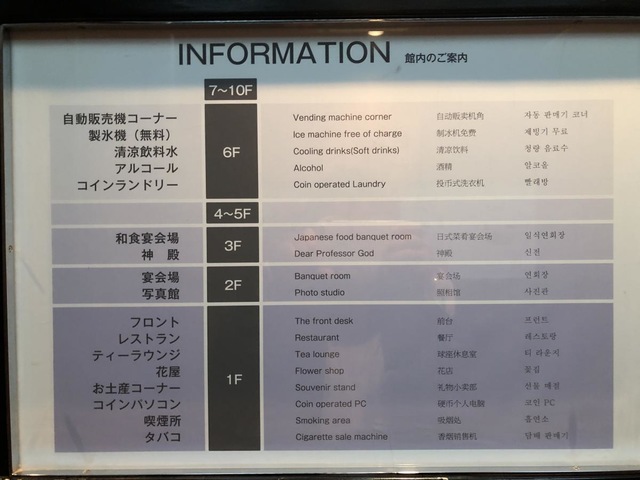 INFORMATION 館内のご案内
7〜10F
自動販売機コーナー Vending machine corner 自动贩卖机角 자동 판매기 코너
製氷機（無料） Ice machine free of charge 制冰机免费 제빙기 무료
清涼飲料水 6F Cooling drinks(Soft drinks) 清凉饮料 청량 음료수
アルコール Alcohol 酒精 알코올
コインランドリー Coin operated Laundry 投币式洗衣机 빨래방
4〜5F
和食宴会場 3F Japanese food banquet room 日式菜肴宴会场 일식연회장
神　殿 Dear Professor God 神殿 신전
宴会場 2F Banquet room 宴会场 연회장
写真館 Photo studio 照相馆 사진관
フロント The front desk 前台 프런트
レストラン Restaurant 餐厅 레스토랑
ティーラウンジ Tea lounge 球座休息室 티 라운지
花屋 1F Flower shop 花店 꽃집
お土産コーナー Souvenir stand 礼物小卖部 선물 매점
コインパソコン Coin operated PC 硬币个人电脑 코인 PC
喫煙所 Smoking area 吸烟处 흡연소
タバコ Cigarette sale machine 香烟销售机 담배 판매기